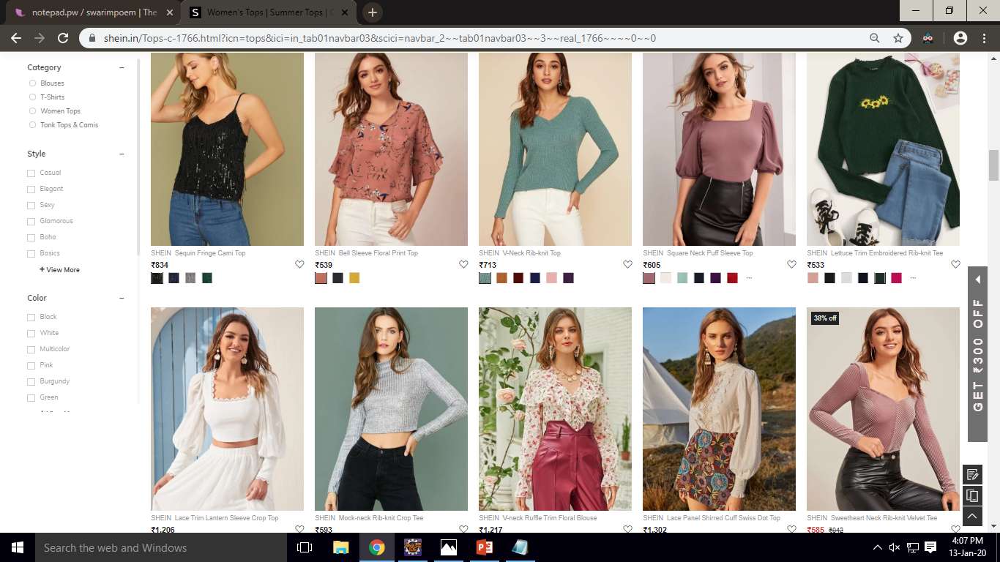 notepad.pw / swarimpoem | The
Women's Tops | Summer Tops |
shein.in/Tops-c-1766.html?icn=tops&ici=in_tab01navbar03&scici=navbar_2~~tab01navbar03~~3~~real_1766~~~~0~~0
Category
Blouses
T-Shirts
Women Tops
Tank Tops & Camis
Style
Casual
Elegant
Sexy
Glamorous
Boho
Basics
+ View More
Color
Black
White
Multicolor
Pink
Burgundy
Green
SHEIN Sequin Fringe Cami Top
₹834
SHEIN Bell Sleeve Floral Print Top
₹539
SHEIN V-Neck Rib-knit Top
₹713
SHEIN Square Neck Puff Sleeve Top
₹605
...
SHEIN Lettuce Trim Embroidered Rib-knit Tee
₹533
...
SHEIN Lace Trim Lantern Sleeve Crop Top
₹1,206
SHEIN Mock-neck Rib-knit Crop Tee
₹593
SHEIN V-neck Ruffle Trim Floral Blouse
₹1,217
SHEIN Lace Panel Shirred Cuff Swiss Dot Top
₹1,302
38% off
SHEIN Sweetheart Neck Rib-knit Velvet Tee
₹585 ₹942
GET ₹300 OFF
Search the web and Windows
4:07 PM
13-Jan-20